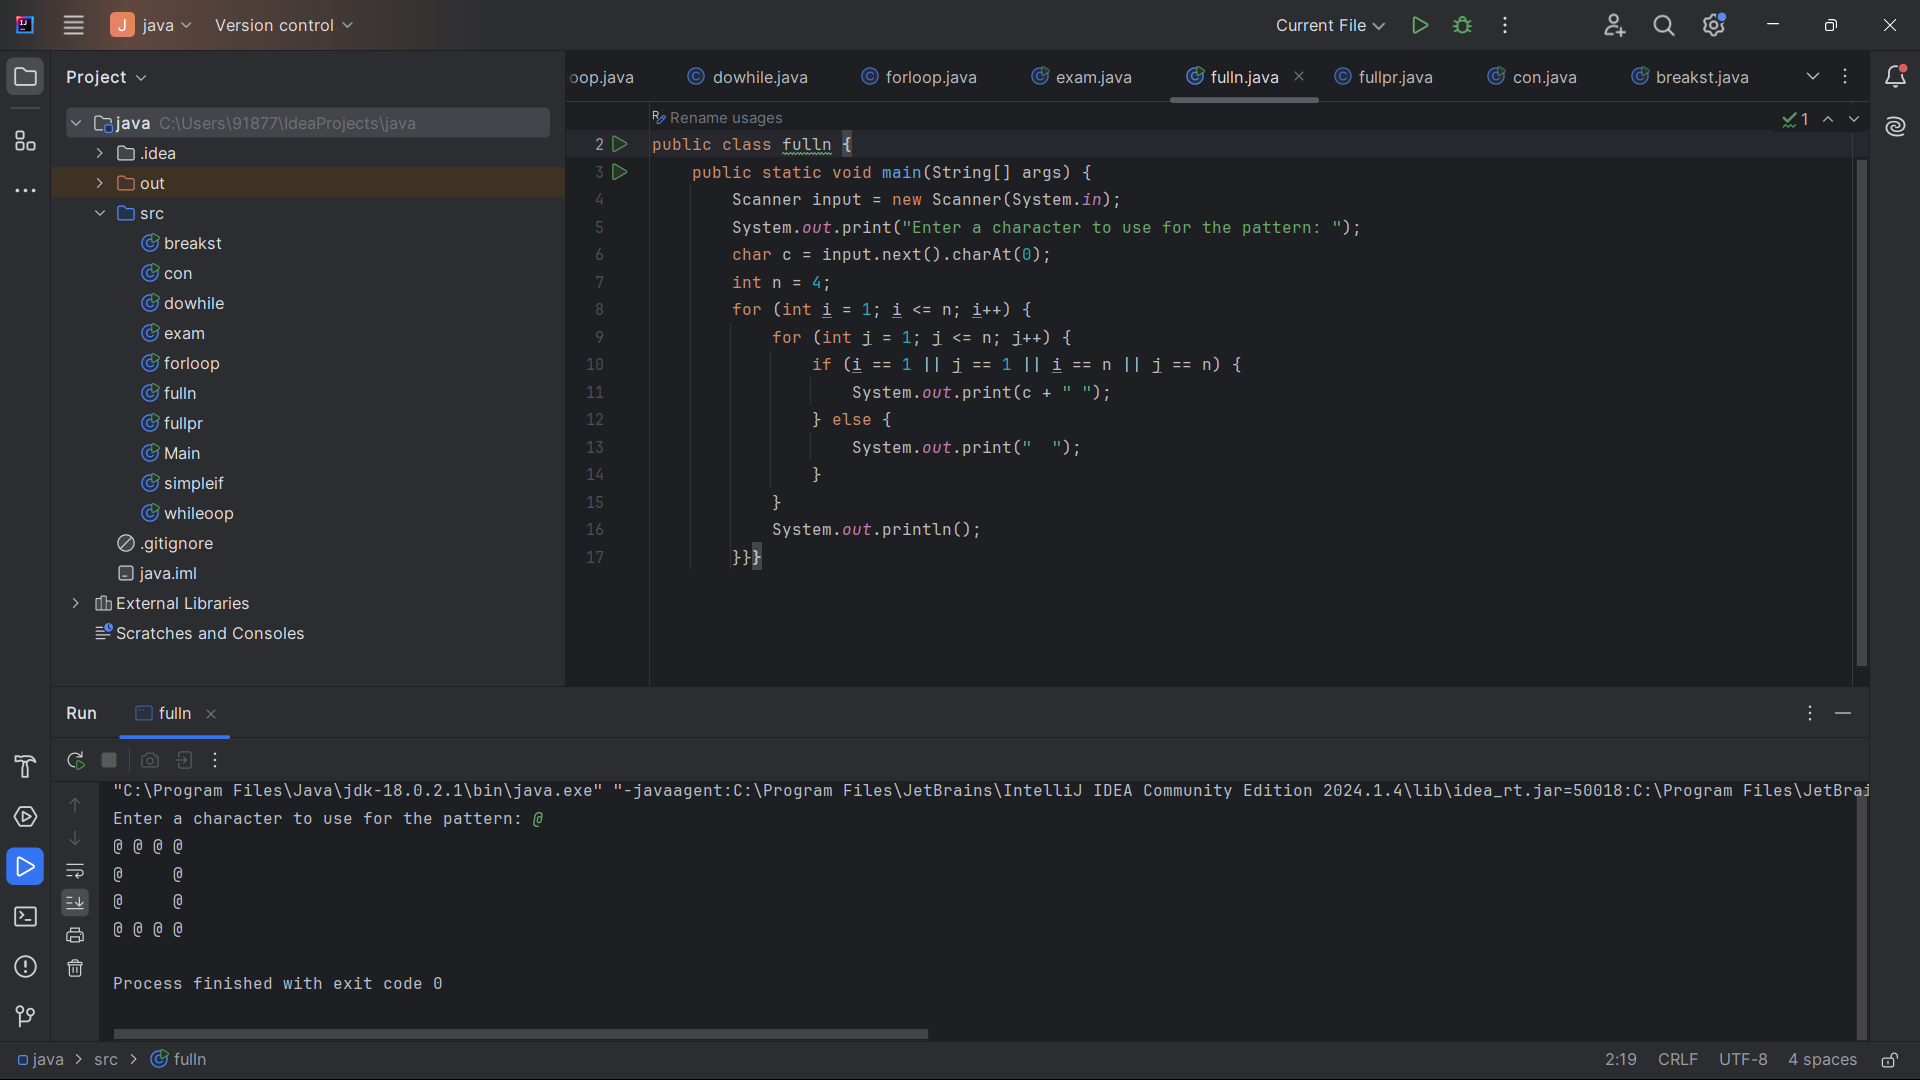 J java Version control Current File
Project
oop.java dowhile.java forloop.java exam.java fulln.java fullpr.java con.java breakst.java
java C:\Users\91877\IdeaProjects\java
.idea
out
src
breakst
con
dowhile
exam
forloop
fulln
fullpr
Main
simpleif
whileoop
.gitignore
java.iml
External Libraries
Scratches and Consoles
Rename usages
1
2 public class fulln {
3 public static void main(String[] args) {
4 Scanner input = new Scanner(System.in);
5 System.out.print("Enter a character to use for the pattern: ");
6 char c = input.next().charAt(0);
7 int n = 4;
8 for (int i = 1; i <= n; i++) {
9 for (int j = 1; j <= n; j++) {
10 if (i == 1 || j == 1 || i == n || j == n) {
11 System.out.print(c + " ");
12 } else {
13 System.out.print("  ");
14 }
15 }
16 System.out.println();
17 }}}
Run fulln
"C:\Program Files\Java\jdk-18.0.2.1\bin\java.exe" "-javaagent:C:\Program Files\JetBrains\IntelliJ IDEA Community Edition 2024.1.4\lib\idea_rt.jar=50018:C:\Program Files\JetBrai
Enter a character to use for the pattern: @
@ @ @ @
@     @
@     @
@ @ @ @
Process finished with exit code 0
java > src > fulln
2:19 CRLF UTF-8 4 spaces